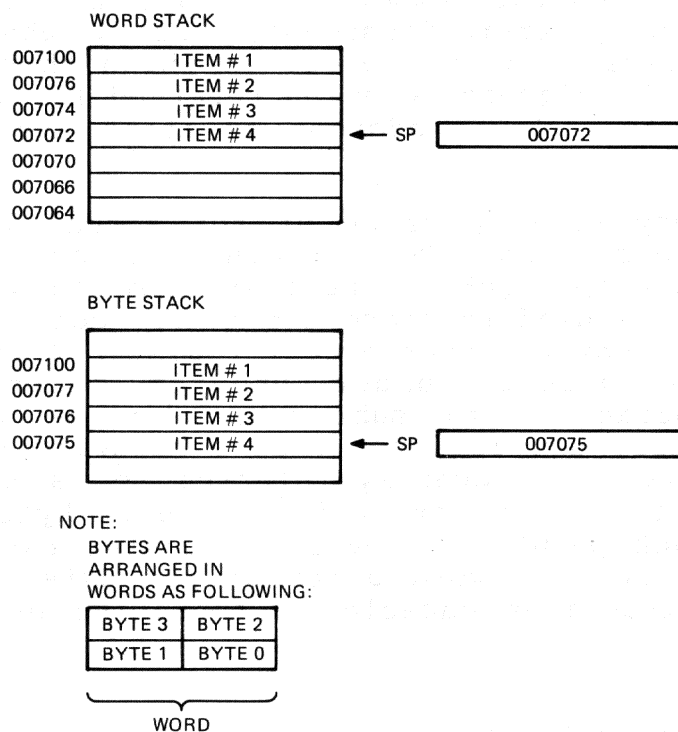 WORD STACK
007100 ITEM # 1
007076 ITEM # 2
007074 ITEM # 3
007072 ITEM # 4 SP 007072
007070
007066
007064
BYTE STACK
007100 ITEM # 1
007077 ITEM # 2
007076 ITEM # 3
007075 ITEM # 4 SP 007075
NOTE:
BYTES ARE
ARRANGED IN
WORDS AS FOLLOWING:
BYTE 3 BYTE 2
BYTE 1 BYTE 0
WORD